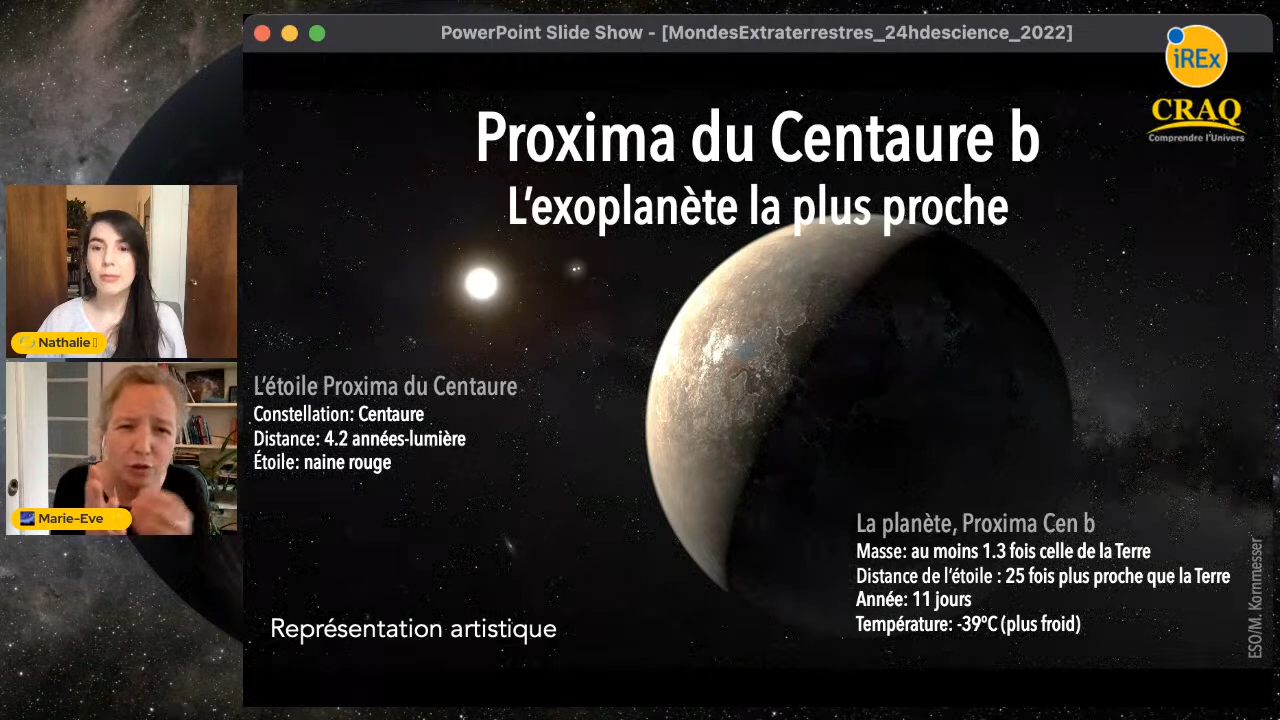 PowerPoint Slide Show - [MondesExtraterrestres_24hdescience_2022]
iREx
CRAQ
Comprendre l'Univers
Proxima du Centaure b
L'exoplanète la plus proche
Nathalie
Marie-Eve
L'étoile Proxima du Centaure
Constellation: Centaure
Distance: 4.2 années-lumière
Étoile: naine rouge
La planète, Proxima Cen b
Masse: au moins 1.3 fois celle de la Terre
Distance de l'étoile : 25 fois plus proche que la Terre
Année: 11 jours
Température: -39ºC (plus froid)
Représentation artistique
ESO/M. Kornmesser